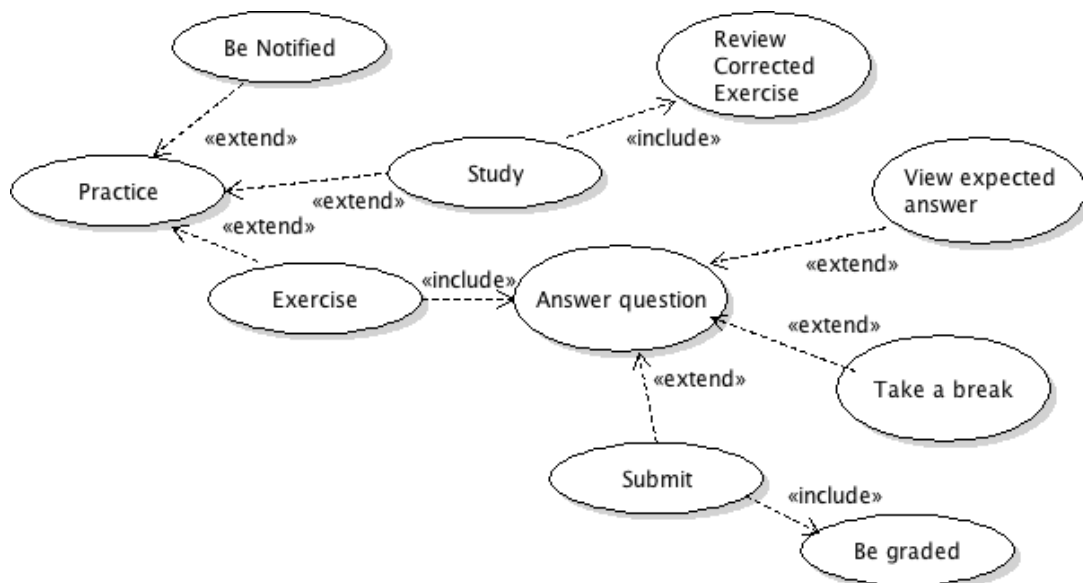 Be Notified
Review
Corrected
Exercise
«extend»
«include»
Study
Practice
View expected
answer
«extend»
«extend»
«extend»
«include»
Exercise
Answer question
«extend»
«extend»
Take a break
Submit
«include»
Be graded